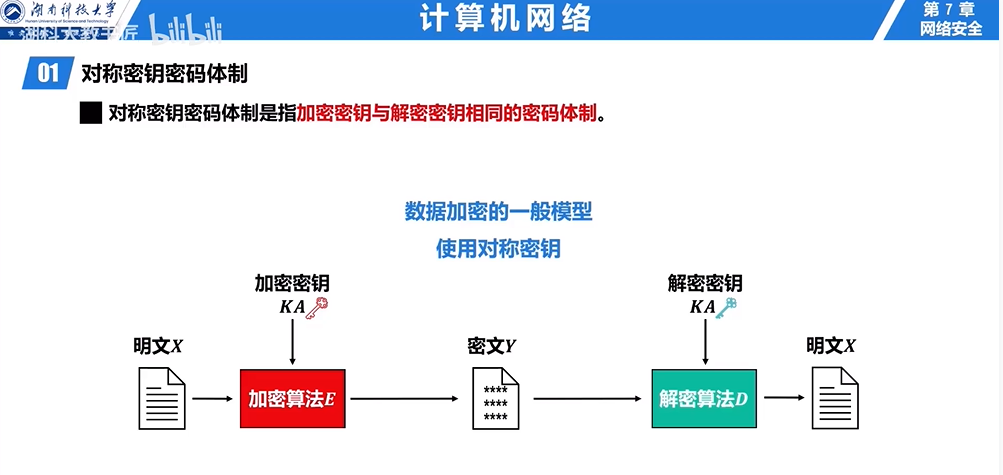 湖南科技大学
Hunan University of Science and Technology
湖科大教书匠
bilibili
计算机网络
第 7 章
网络安全
01
对称密钥密码体制
■ 对称密钥密码体制是指加密密钥与解密密钥相同的密码体制。
数据加密的一般模型
使用对称密钥
加密密钥
KA
解密密钥
KA
明文X
密文Y
明文X
加密算法E
****
****
****
解密算法D